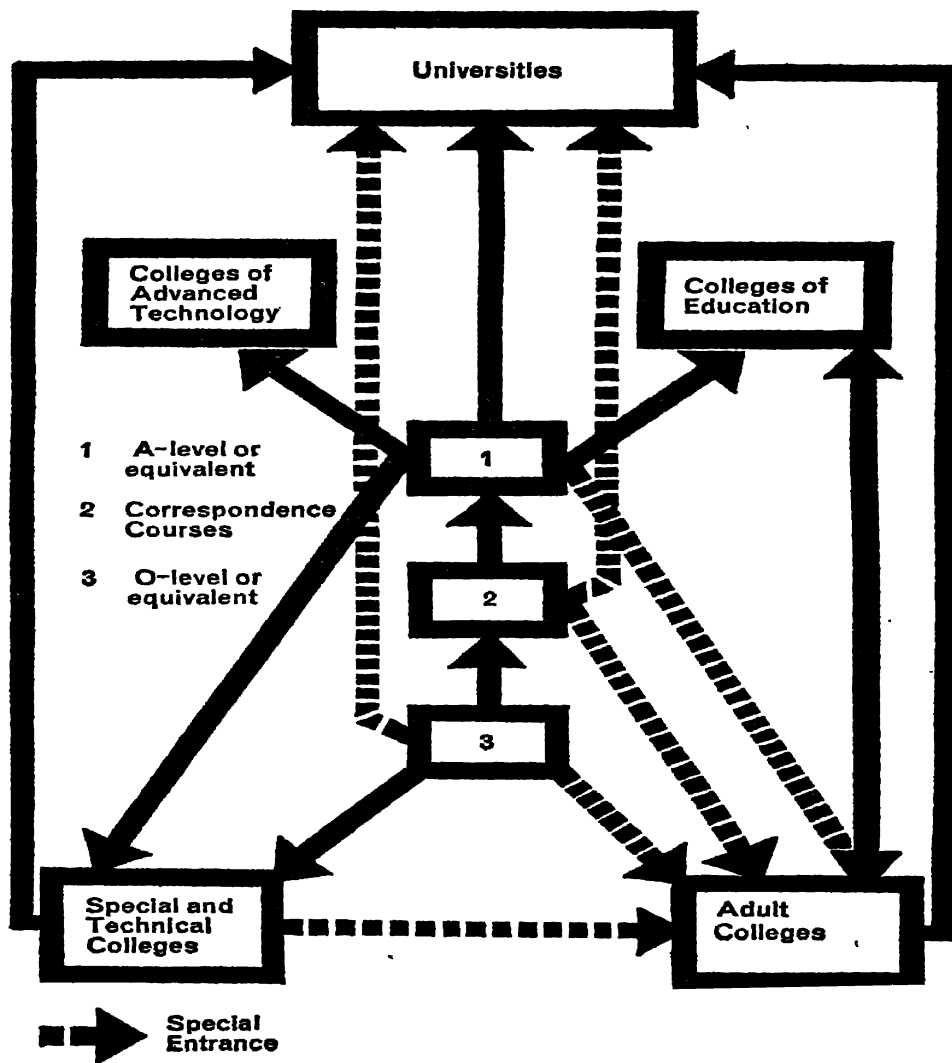 Universities
Colleges of
Advanced
Technology
Colleges of
Education
1 A-level or
equivalent
2 Correspondence
Courses
3 O-level or
equivalent
1
2
3
Special and
Technical
Colleges
Adult
Colleges
Special
Entrance